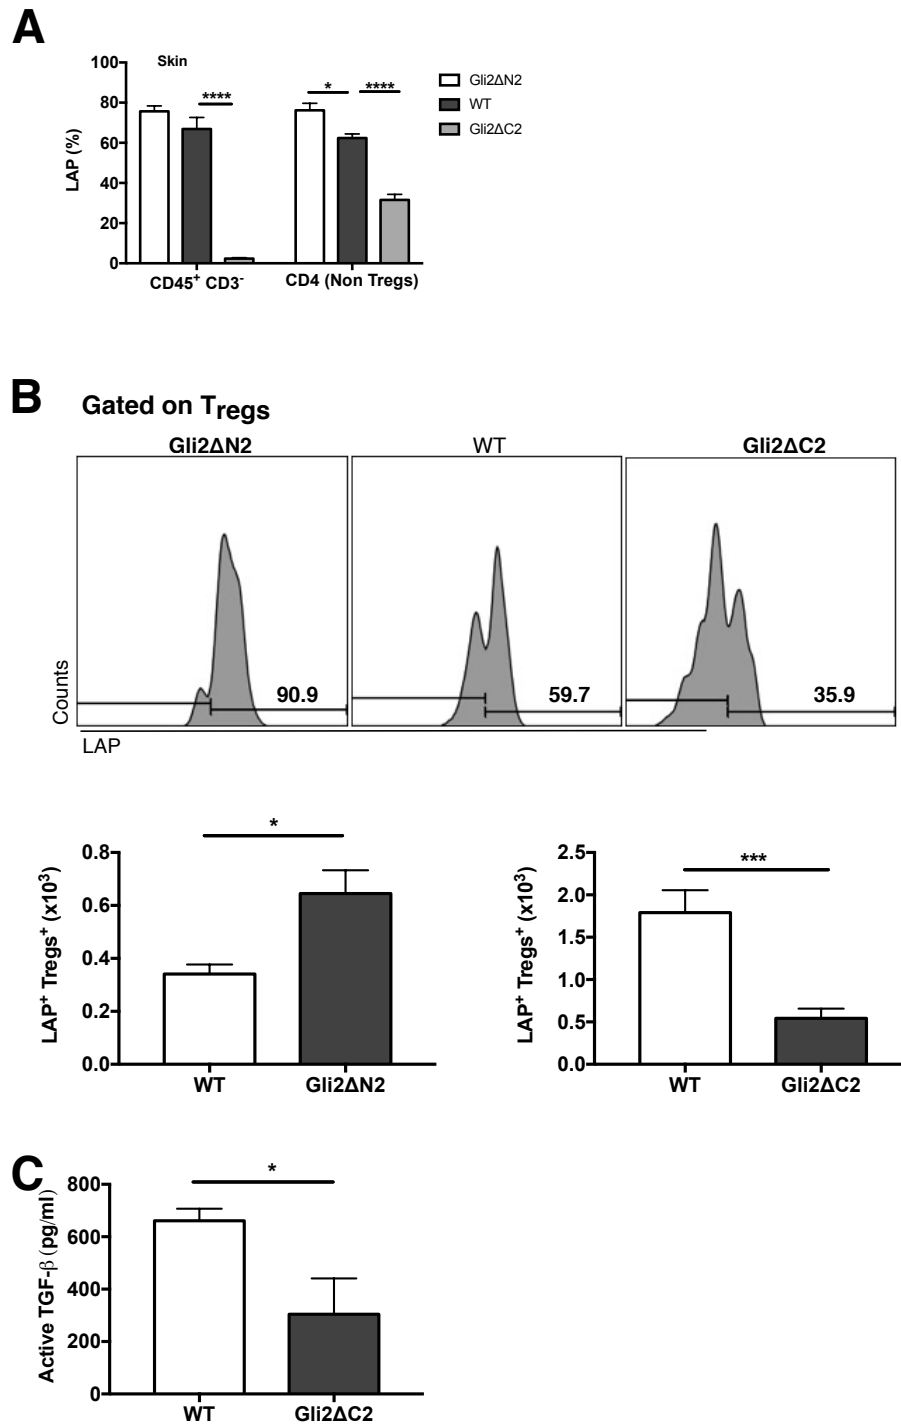 A
Skin
100
80
60
40
20
0
LAP (%)
****
*
****
Gli2ΔN2
WT
Gli2ΔC2
CD45+ CD3-
CD4 (Non Tregs)
B
Gated on Tregs
Gli2ΔN2
WT
Gli2ΔC2
90.9
59.7
35.9
Counts
LAP
*
0.8
0.6
0.4
0.2
0.0
LAP+ Tregs+ (x10³)
WT
Gli2ΔN2
***
2.5
2.0
1.5
1.0
0.5
0.0
LAP+ Tregs+ (x10³)
WT
Gli2ΔC2
C
*
800
600
400
200
0
Active TGF-β (pg/ml)
WT
Gli2ΔC2